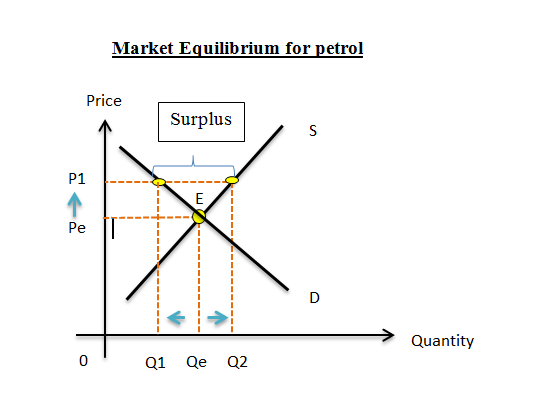 Market Equilibrium for petrol
Price
Surplus
S
P1
E
Pe
D
Quantity
0
Q1
Qe
Q2